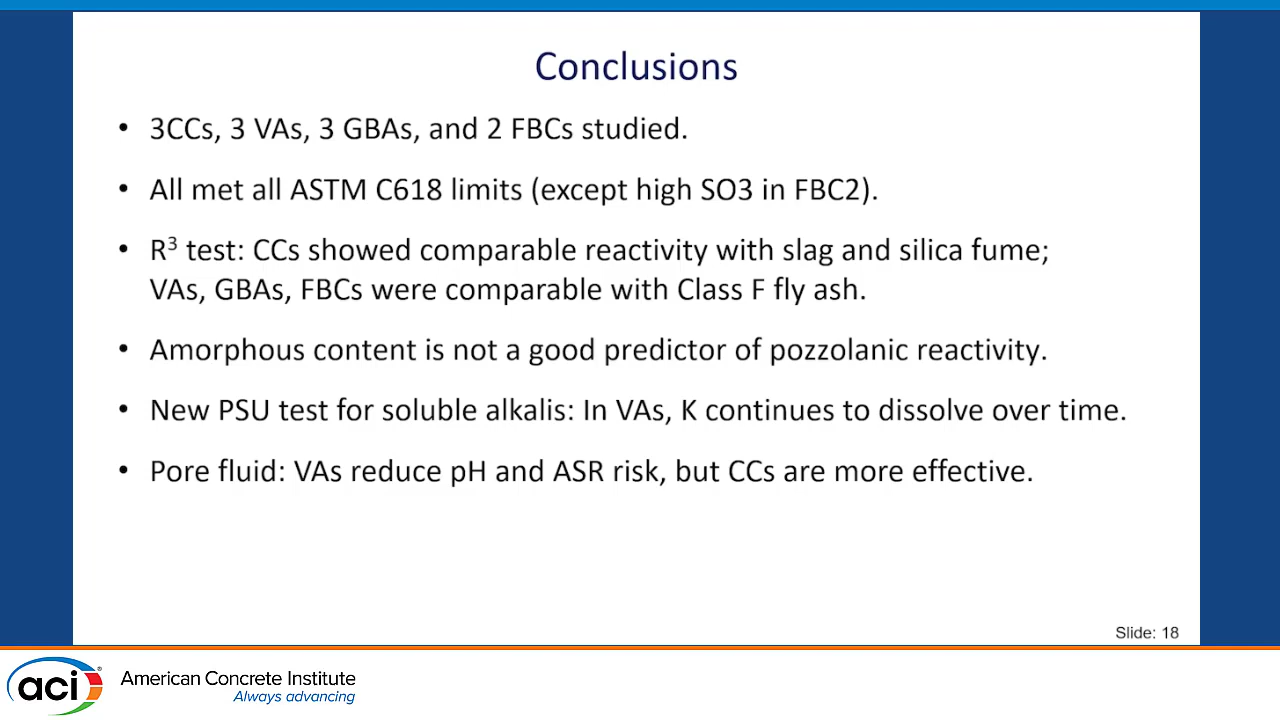 Conclusions
• 3CCs, 3 VAs, 3 GBAs, and 2 FBCs studied.
• All met all ASTM C618 limits (except high SO3 in FBC2).
• R³ test: CCs showed comparable reactivity with slag and silica fume;
VAs, GBAs, FBCs were comparable with Class F fly ash.
• Amorphous content is not a good predictor of pozzolanic reactivity.
• New PSU test for soluble alkalis: In VAs, K continues to dissolve over time.
• Pore fluid: VAs reduce pH and ASR risk, but CCs are more effective.
Slide: 18
aci®
American Concrete Institute
Always advancing